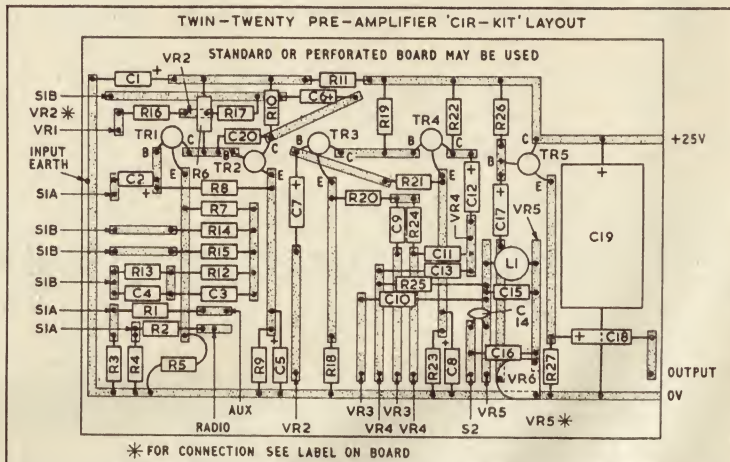 TWIN-TWENTY PRE-AMPLIFIER 'CIR-KIT' LAYOUT
STANDARD OR PERFORATED BOARD MAY BE USED
VR2
C1 +
R11
S1B
C6+
R10
R19
R22
R26
VR2 *
R16
R17
VR1
TR1
C20
TR3
TR4
C
+25V
B
C
B
C
B
C
B
C
B
TR5
INPUT
EARTH
R6
TR2
E
C2
+
E
R8
E
R21
E
C12
+
E
S1A
R20
VR4
C17
+
VR5
+
C19
R7
C7
+
C9
R24
S1B
R14
C11
S1B
R15
C13
L1
R13
R12
R25
S1B
C4
C3
C10
C15
S1A
R1
C
14
S1A
R2
+
C18
R3
R4
R5
R9
+
C5
R18
R23
+
C8
C16
VR6
R27
OUTPUT
0V
AUX
RADIO
VR2
VR3
VR4
VR3
VR4
S2
VR5
VR5 *
* FOR CONNECTION SEE LABEL ON BOARD